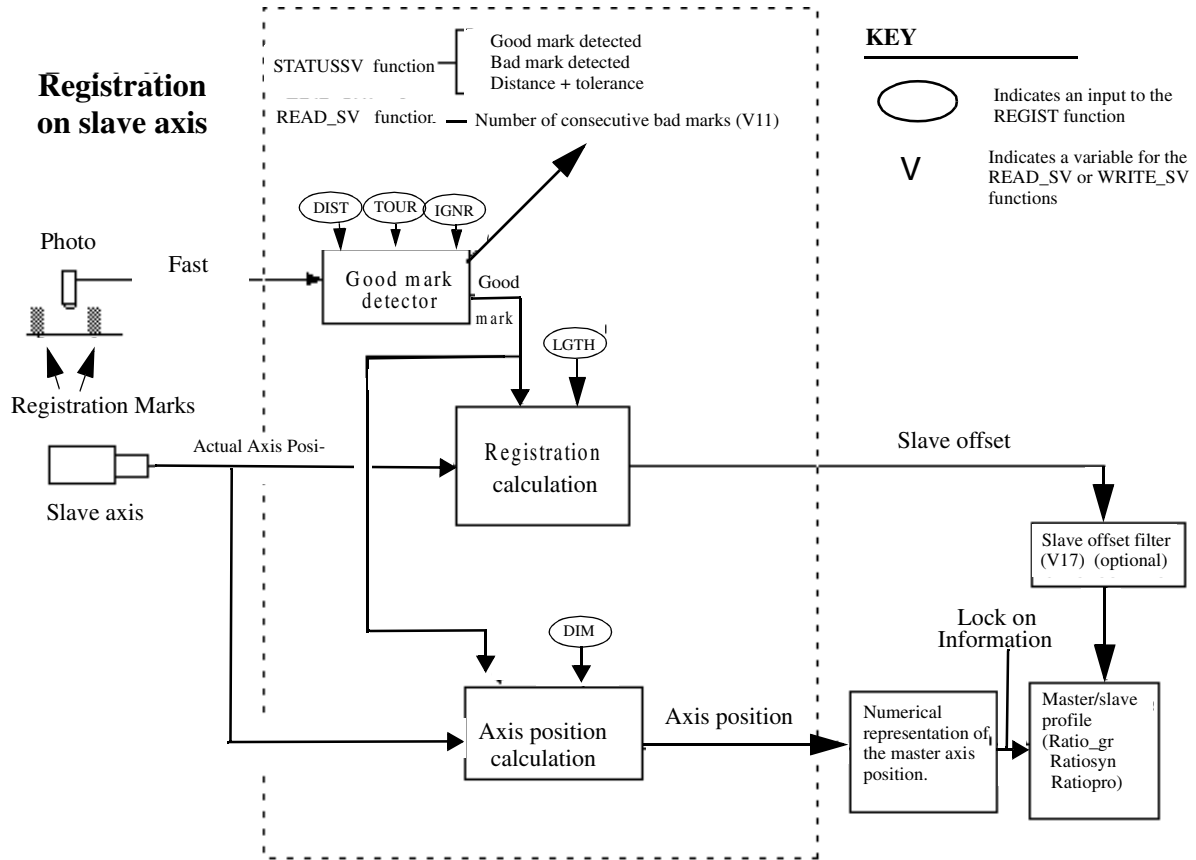 Registration
on slave axis
STATUSSV function
Good mark detected
Bad mark detected
Distance + tolerance
READ_SV function
Number of consecutive bad marks (V11)
KEY
Indicates an input to the
REGIST function
V
Indicates a variable for the
READ_SV or WRITE_SV
functions
DIST
TOUR
IGNR
Photo
Fast
Good mark
detector
Good
mark
LGTH
Registration Marks
Actual Axis Posi-
Registration
calculation
Slave offset
Slave axis
Slave offset filter
(V17) (optional)
Lock on
Information
DIM
Axis position
calculation
Axis position
Numerical
representation of
the master axis
position.
Master/slave
profile
(Ratio_gr
Ratiosyn
Ratiopro)